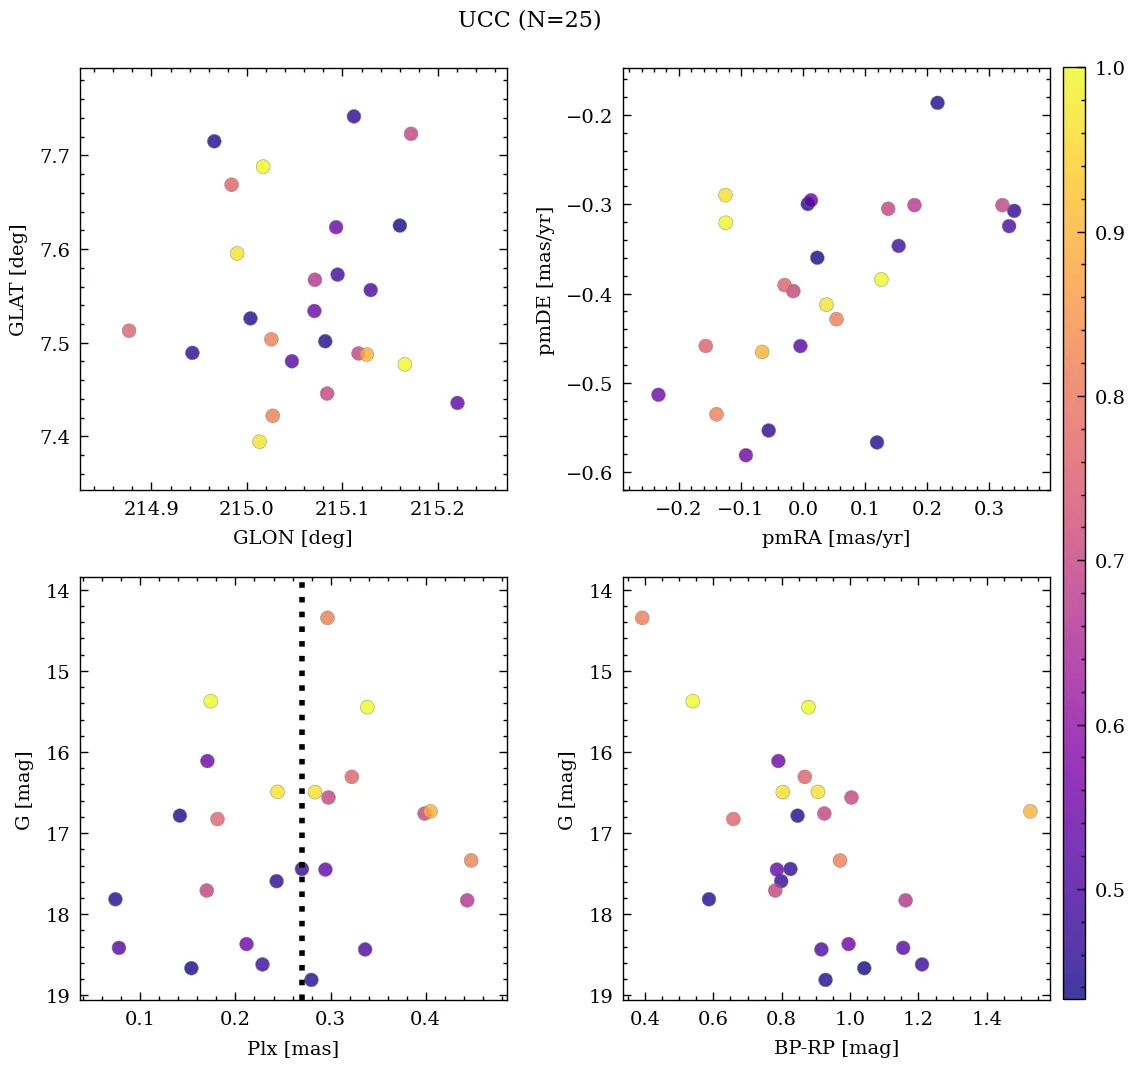 UCC (N=25)
7.7
7.6
7.5
7.4
GLAT [deg]
214.9 215.0 215.1 215.2
GLON [deg]
−0.2
−0.3
−0.4
−0.5
−0.6
pmDE [mas/yr]
−0.2 −0.1 0.0 0.1 0.2 0.3
pmRA [mas/yr]
14
15
16
17
18
19
G [mag]
0.1 0.2 0.3 0.4
Plx [mas]
14
15
16
17
18
19
G [mag]
0.4 0.6 0.8 1.0 1.2 1.4
BP-RP [mag]
1.0
0.9
0.8
0.7
0.6
0.5